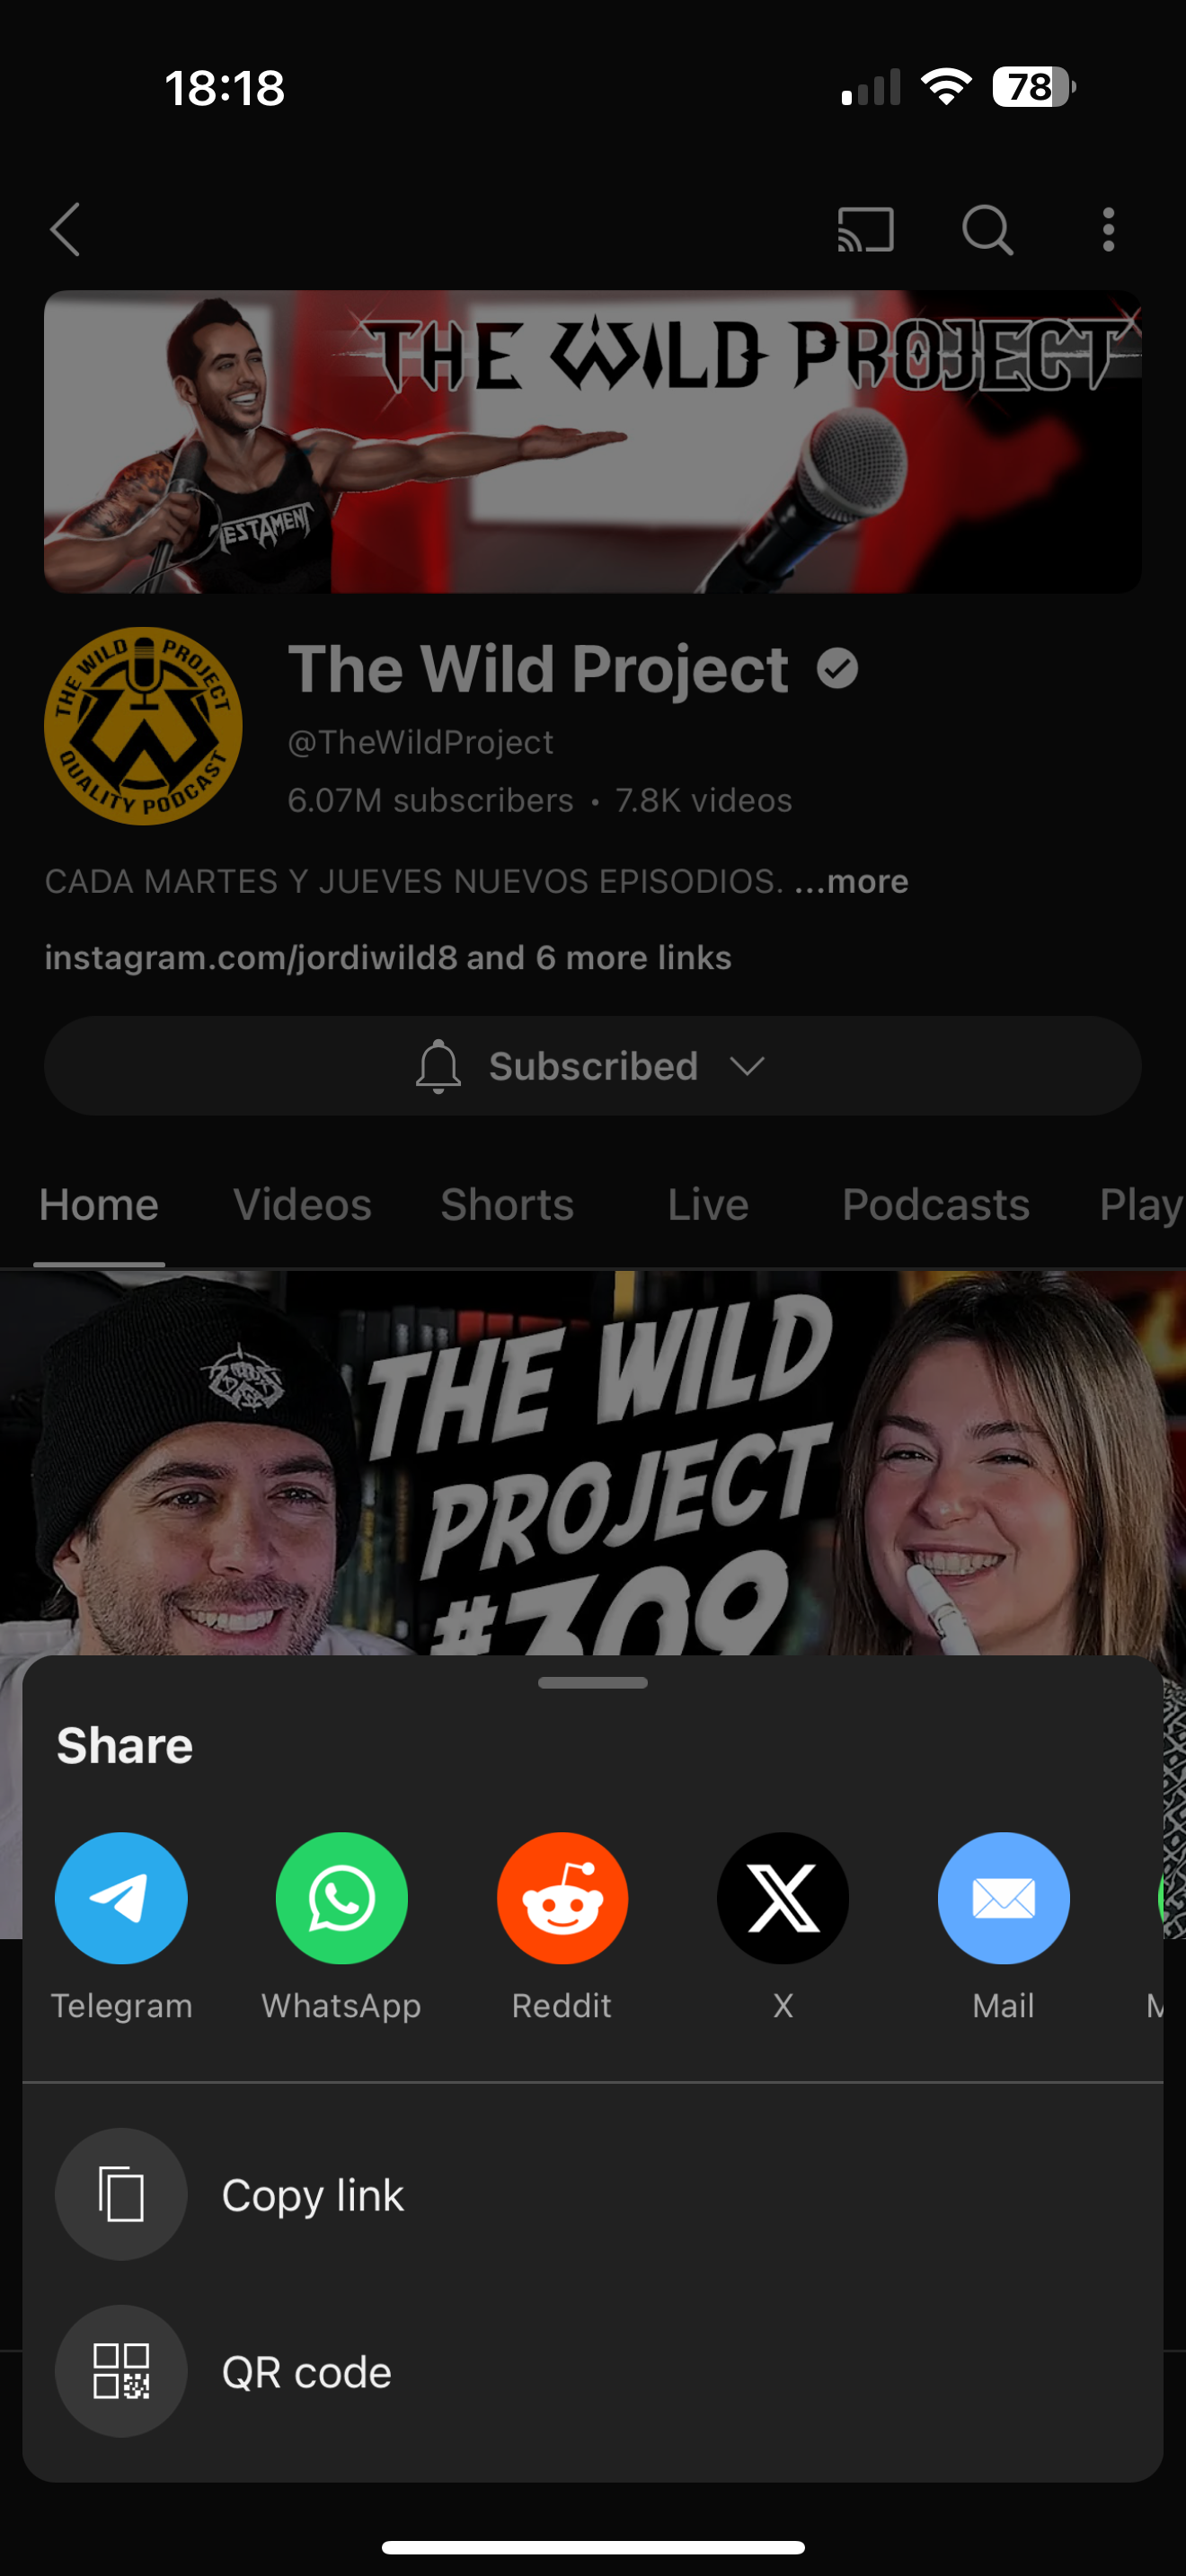 18:18
78
THE WILD PROJECT
TESTAMENT
THE WILD PROJECT
QUALITY PODCAST
The Wild Project
@TheWildProject
6.07M subscribers • 7.8K videos
CADA MARTES Y JUEVES NUEVOS EPISODIOS. ...more
instagram.com/jordiwild8 and 6 more links
Subscribed
Home Videos Shorts Live Podcasts Play
THE WILD
PROJECT
#309
Share
Telegram WhatsApp Reddit X Mail
Copy link
QR code